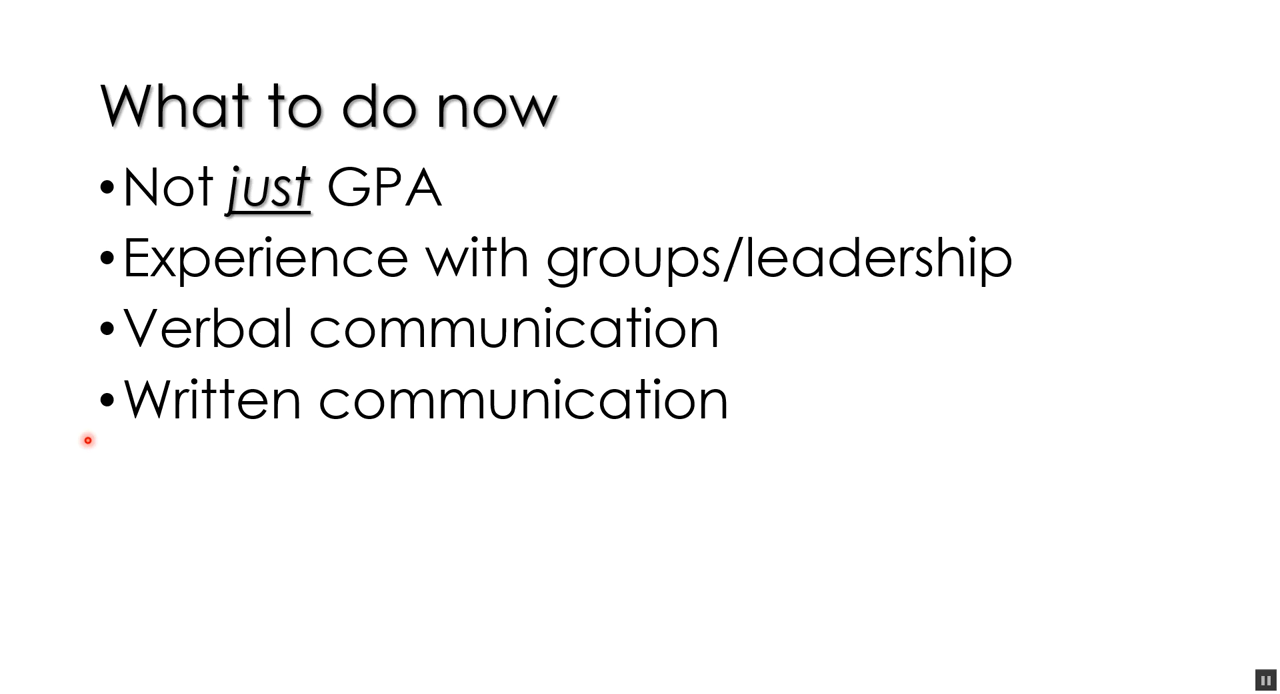 What to do now
•Not just GPA
•Experience with groups/leadership
•Verbal communication
•Written communication